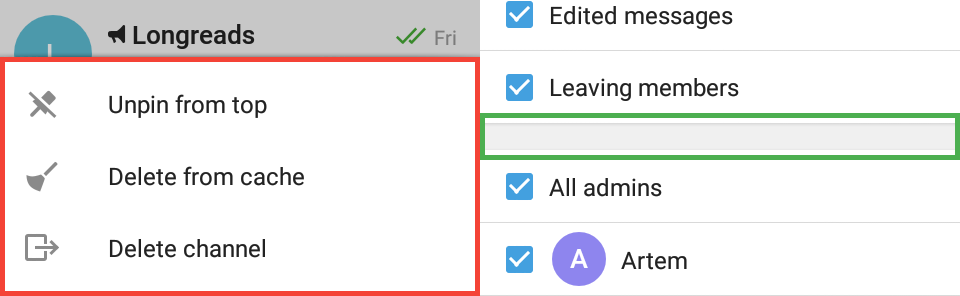 Longreads
Fri
Unpin from top
Delete from cache
Delete channel
Edited messages
Leaving members
All admins
A
Artem